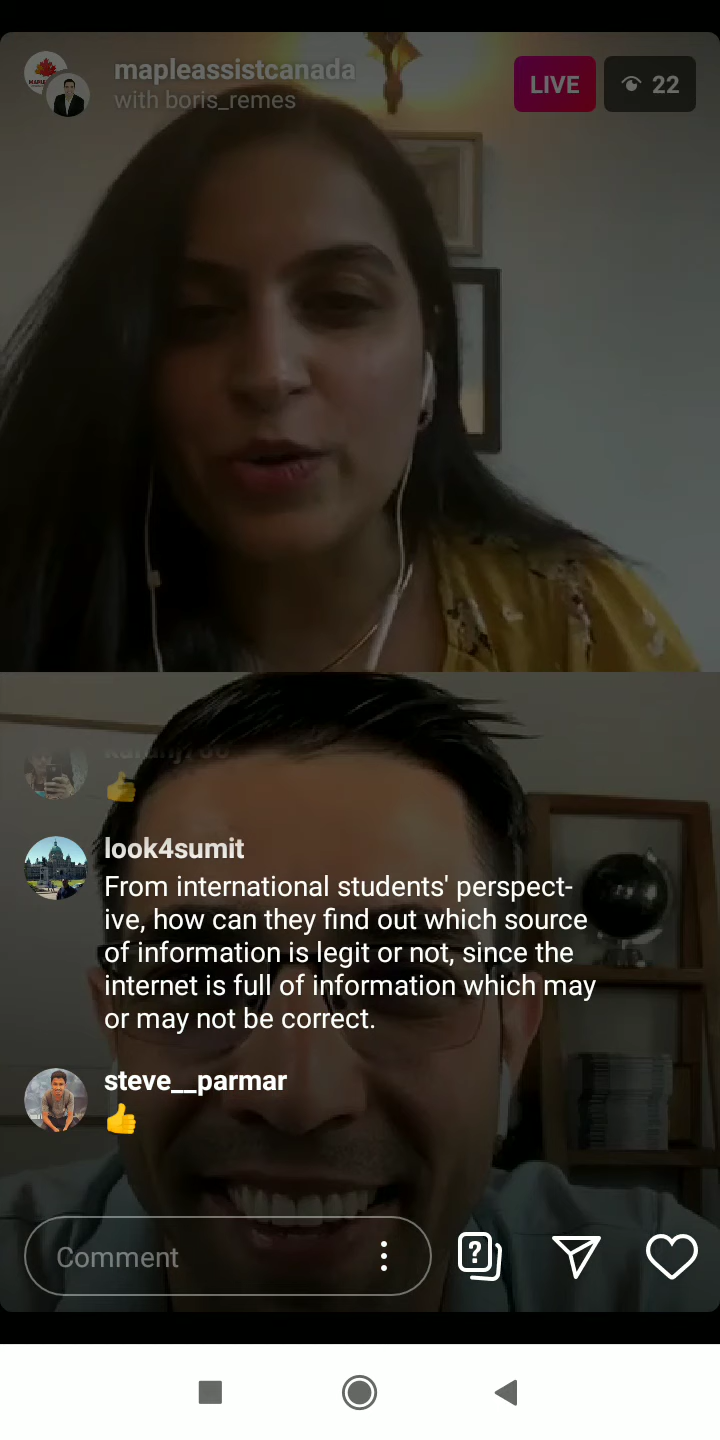 mapleassistcanada
with boris_remes
LIVE
22
look4sumit
From international students' perspect-
ive, how can they find out which source
of information is legit or not, since the
internet is full of information which may
or may not be correct.
steve__parmar
Comment
?